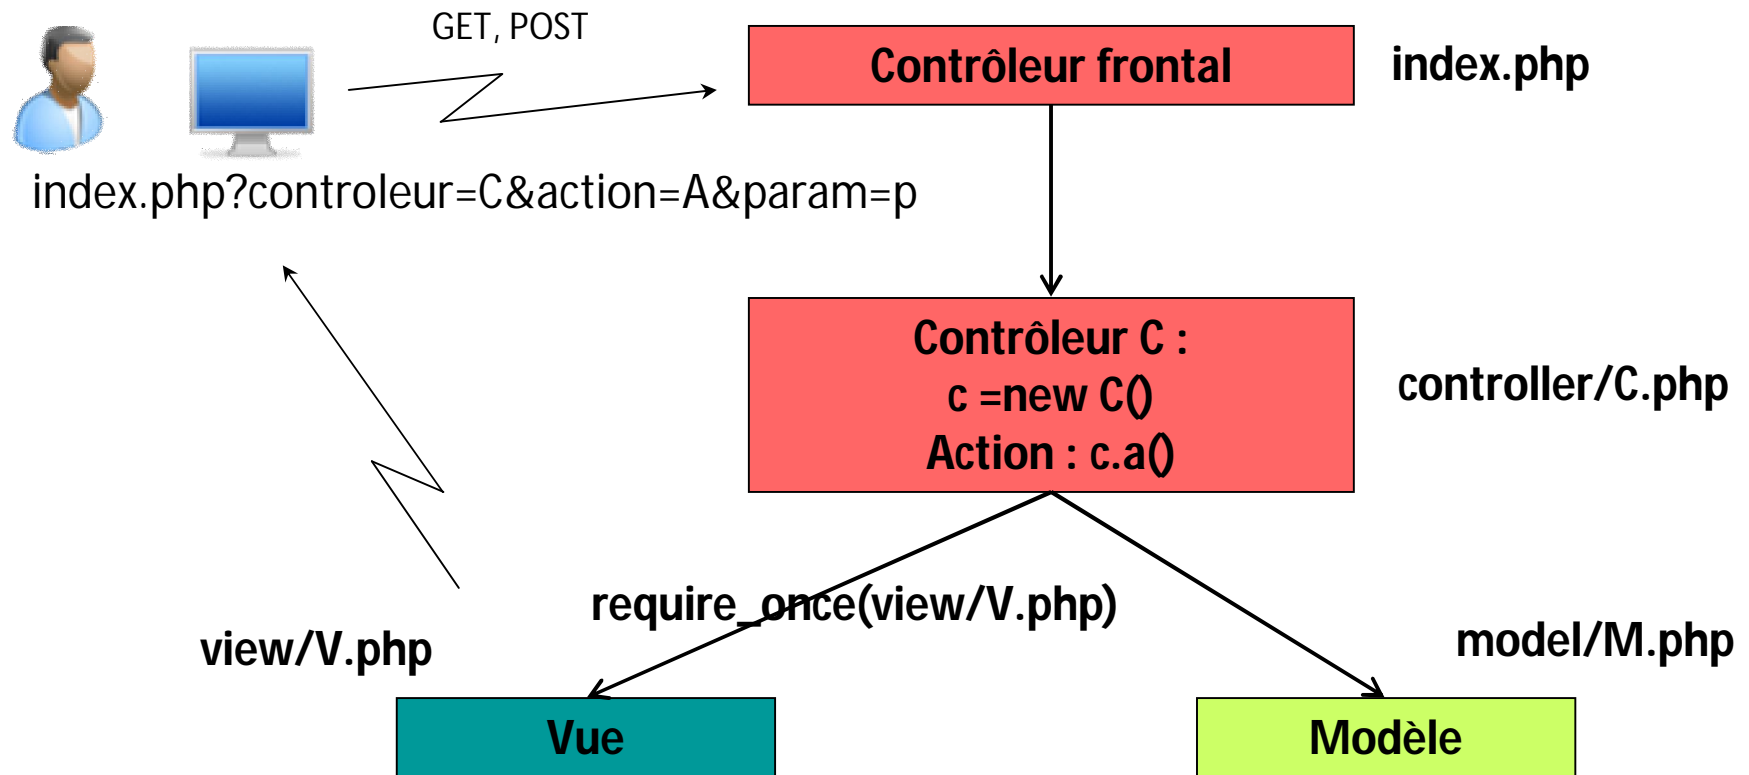 GET, POST
Contrôleur frontal
index.php
index.php?controleur=C&action=A&param=p
Contrôleur C :
c =new C()
Action : c.a()
controller/C.php
require_once(view/V.php)
view/V.php
model/M.php
Vue
Modèle